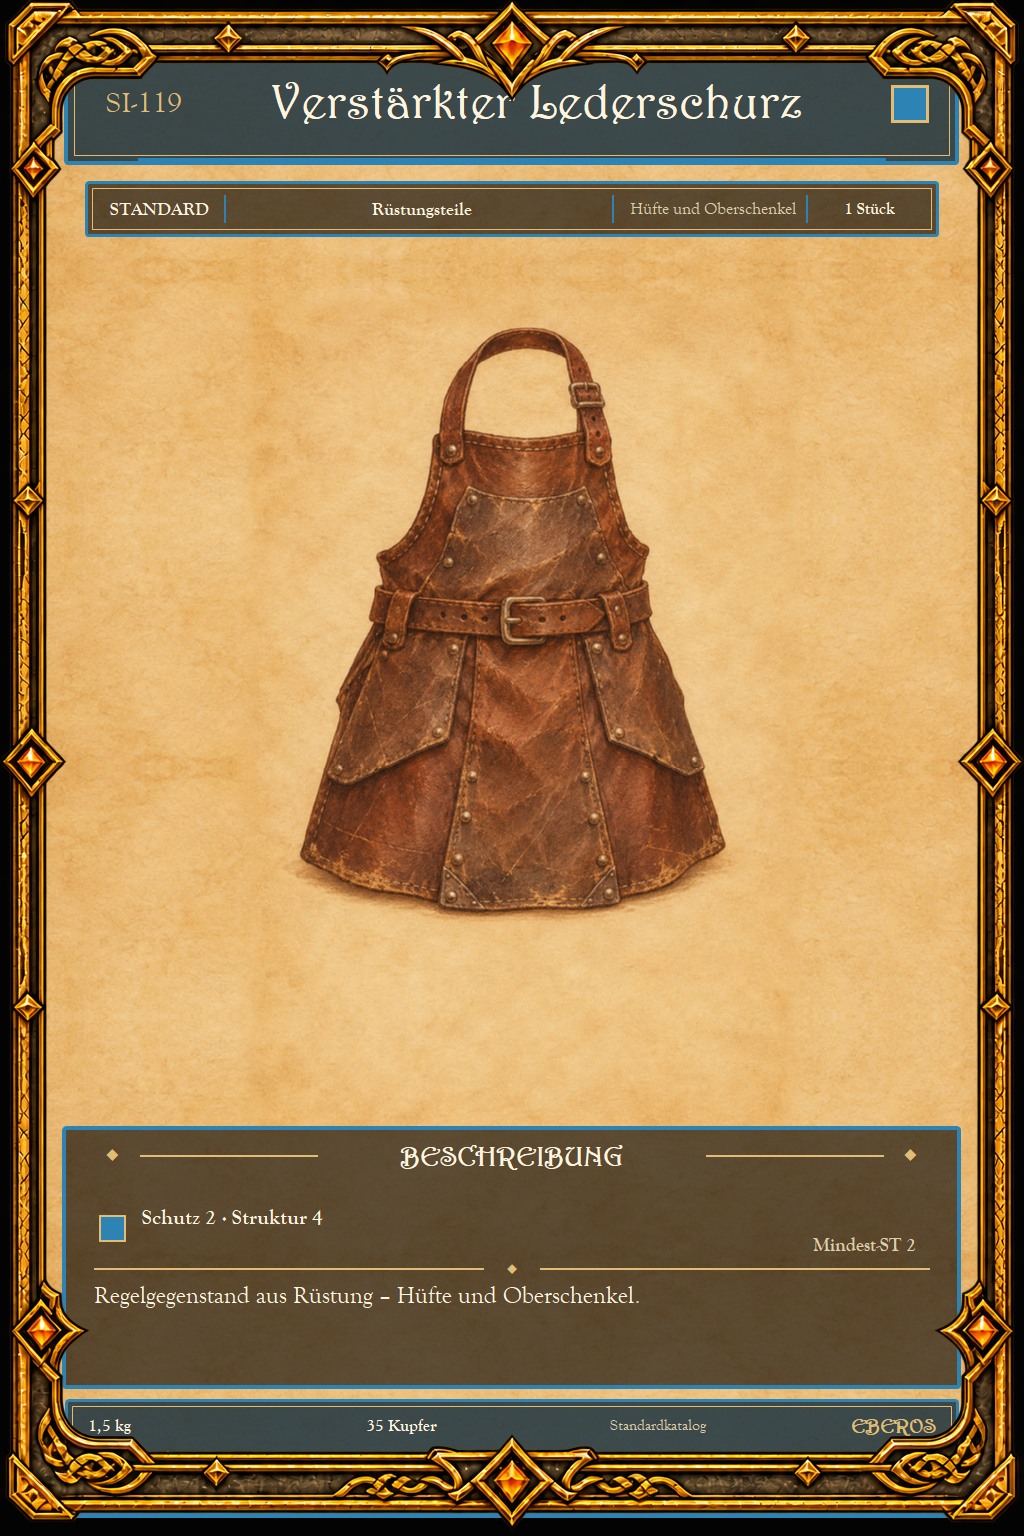 SI-119
Verstärkter Lederschurz
STANDARD
Rüstungsteile
Hüfte und Oberschenkel
1 Stück
BESCHREIBUNG
Schutz 2 · Struktur 4
Mindest-ST 2
Regelgegenstand aus Rüstung – Hüfte und Oberschenkel.
1,5 kg
35 Kupfer
Standardkatalog
EBEROS